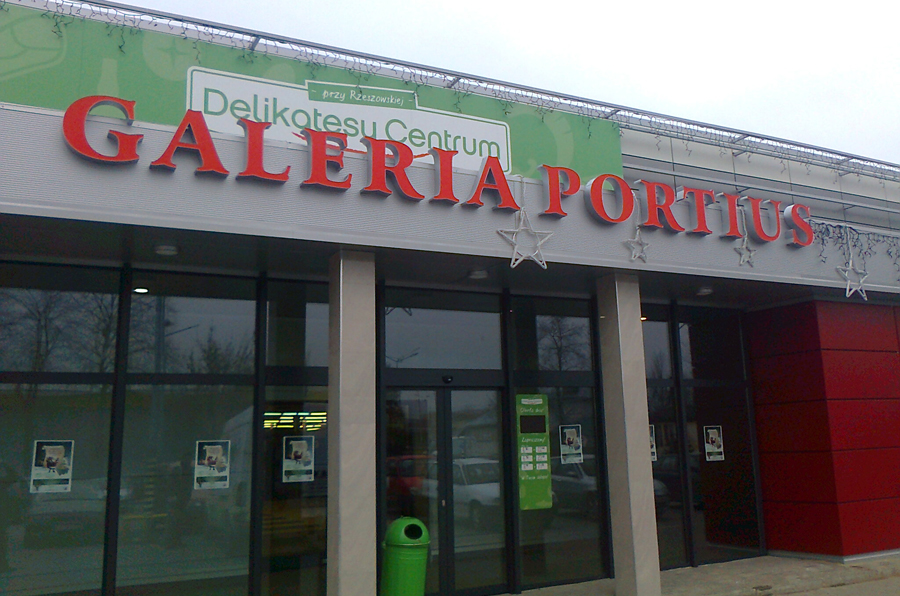 przy Rzeszowskiej
Delikatesy Centrum
GALERIA PORTIUS